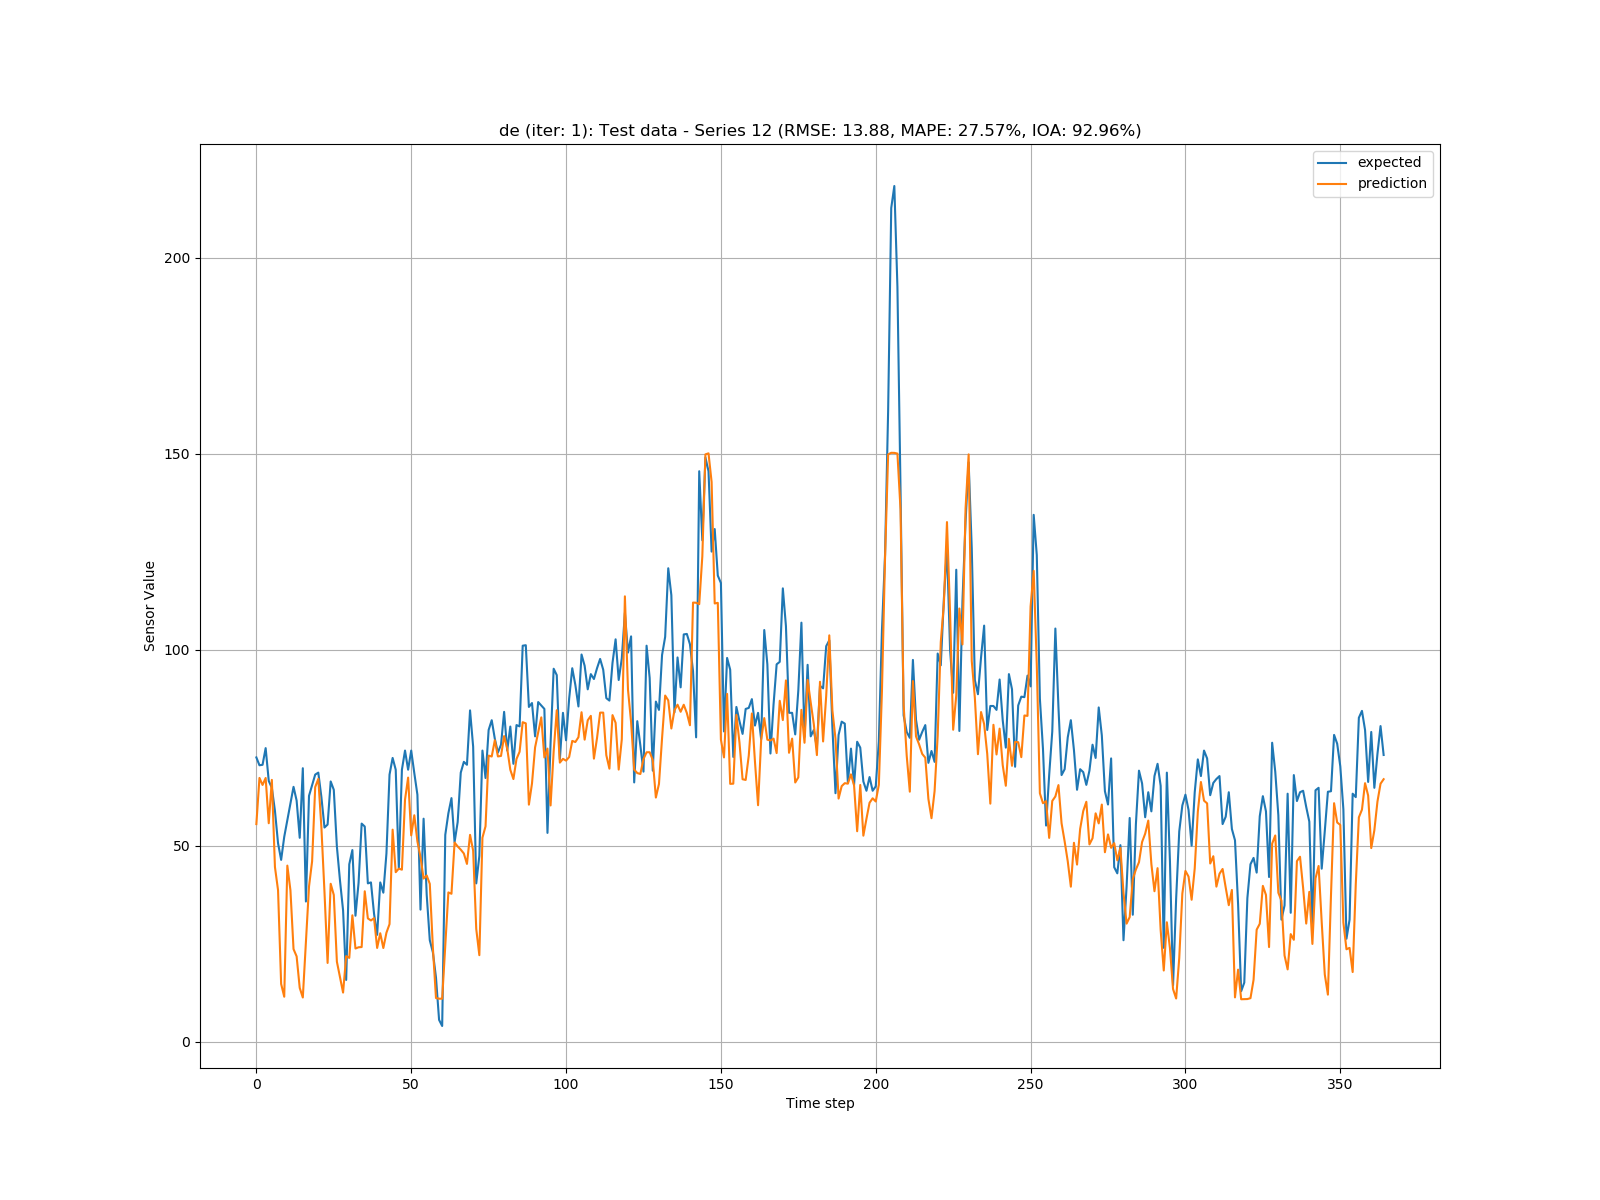 de (iter: 1): Test data - Series 12 (RMSE: 13.88, MAPE: 27.57%, IOA: 92.96%)
expected
prediction
200
150
100
50
0
Sensor Value
0 50 100 150 200 250 300 350
Time step